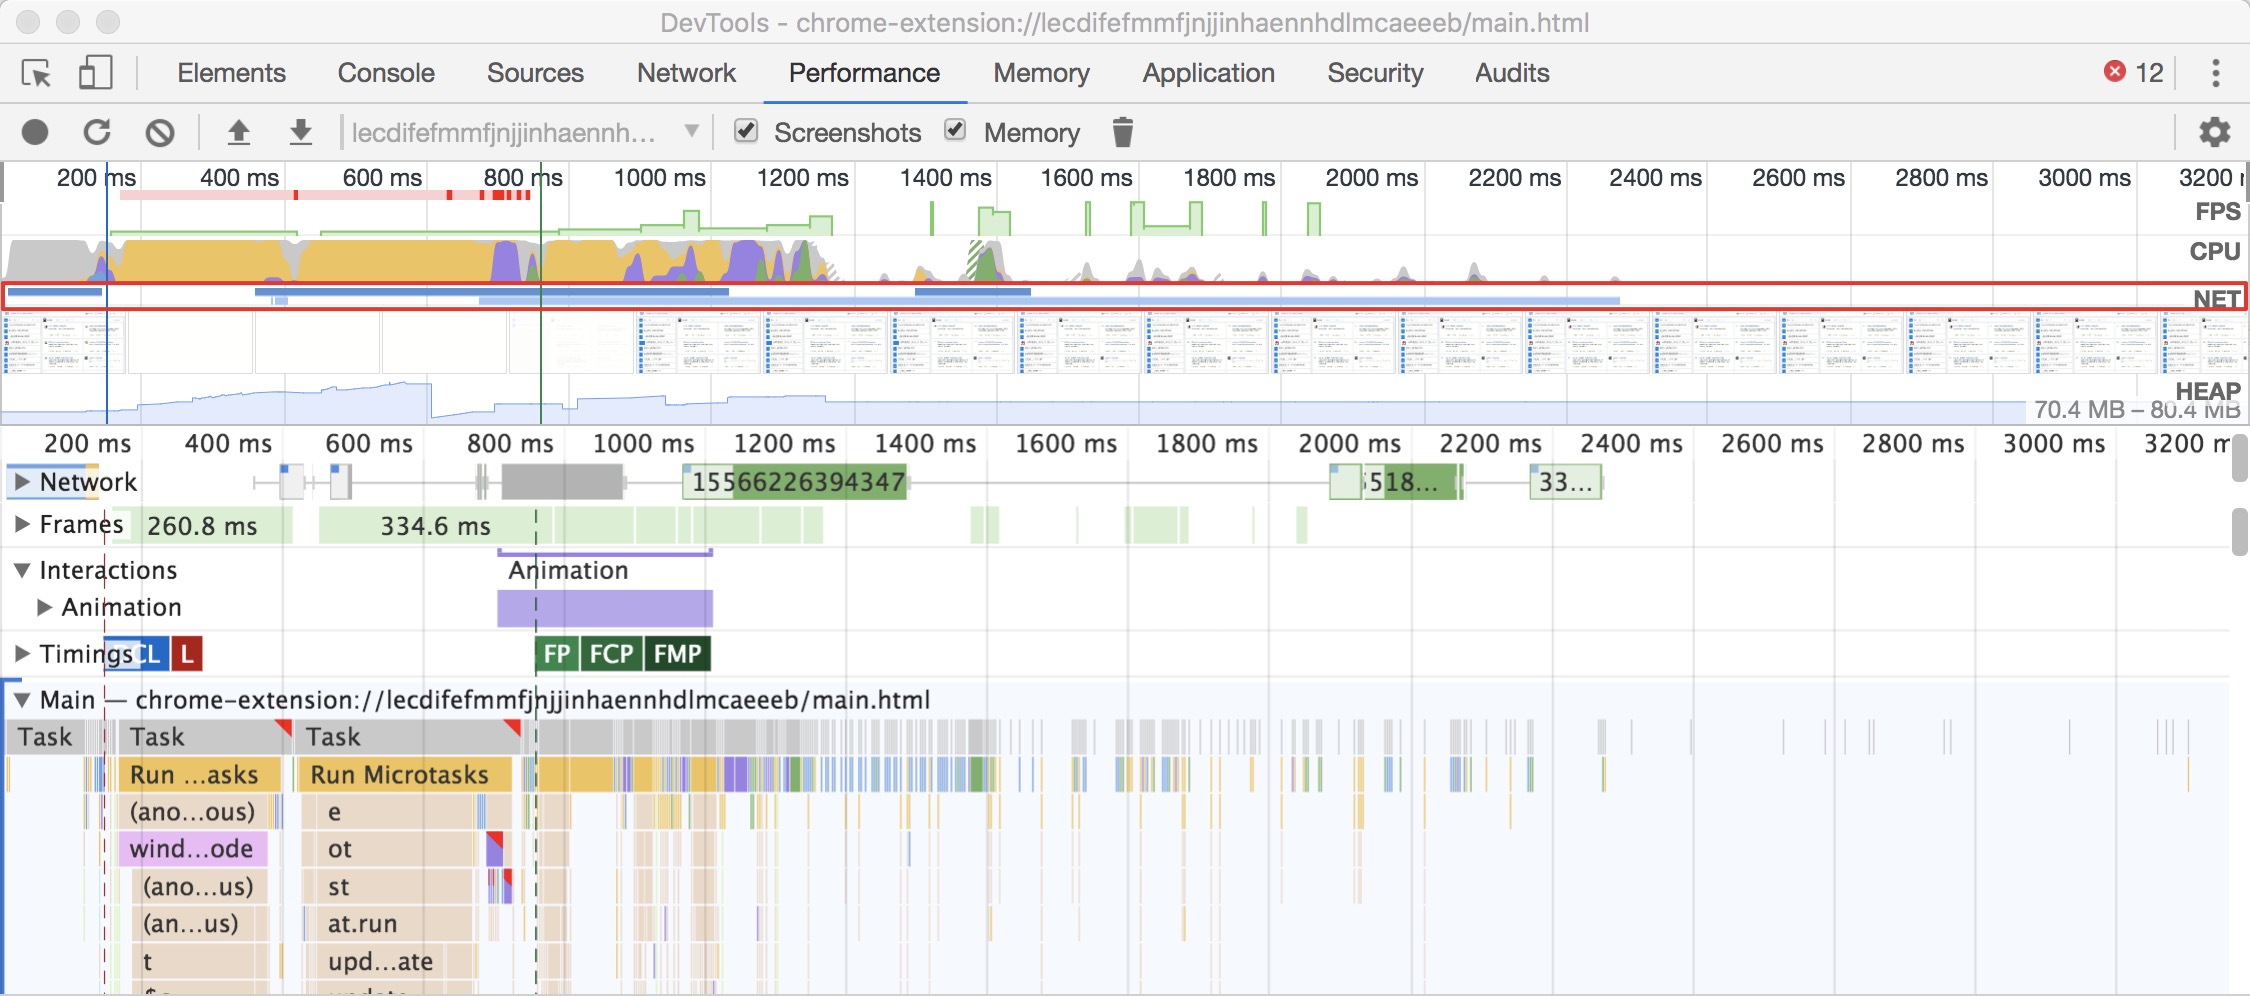 DevTools - chrome-extension://lecdifefmmfjnjjinhaennhdlmcaeeeb/main.html
Elements Console Sources Network Performance Memory Application Security Audits 12
lecdifefmmfjnjjinhaennh... Screenshots Memory
200 ms 400 ms 600 ms 800 ms 1000 ms 1200 ms 1400 ms 1600 ms 1800 ms 2000 ms 2200 ms 2400 ms 2600 ms 2800 ms 3000 ms 3200
FPS
CPU
NET
HEAP
70.4 MB – 80.4 MB
200 ms 400 ms 600 ms 800 ms 1000 ms 1200 ms 1400 ms 1600 ms 1800 ms 2000 ms 2200 ms 2400 ms 2600 ms 2800 ms 3000 ms 3200
Network 15566226394347 518... 33...
Frames 260.8 ms 334.6 ms
Interactions Animation
Animation
Timings CL L FP FCP FMP
Main — chrome-extension://lecdifefmmfjnjjinhaennhdlmcaeeeb/main.html
Task Task Task
Run ...asks Run Microtasks
(ano...ous) e
wind...ode ot
(ano...us) st
(an...us) at.run
t upd...ate